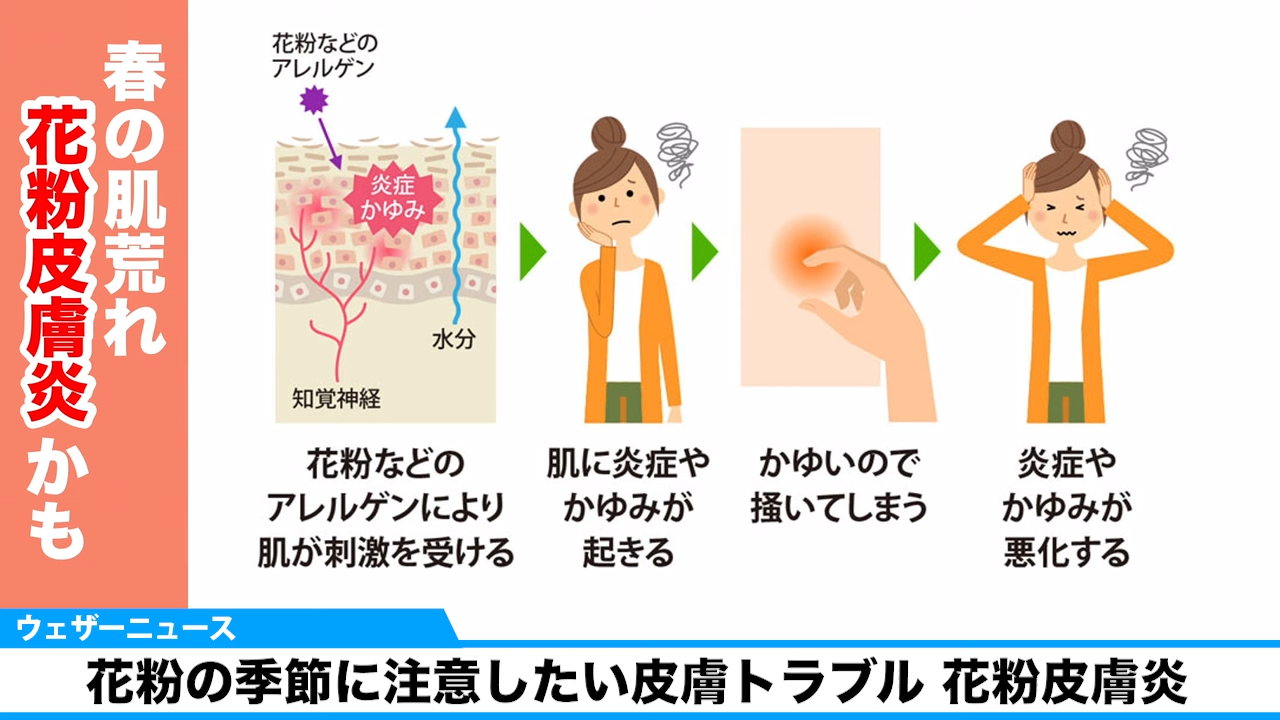 春の肌荒れ
花粉皮膚炎かも
花粉などの
アレルゲン
炎症
かゆみ
水分
知覚神経
花粉などの
アレルゲンにより
肌が刺激を受ける
肌に炎症や
かゆみが
起きる
かゆいので
掻いてしまう
炎症や
かゆみが
悪化する
ウェザーニュース
花粉の季節に注意したい皮膚トラブル 花粉皮膚炎